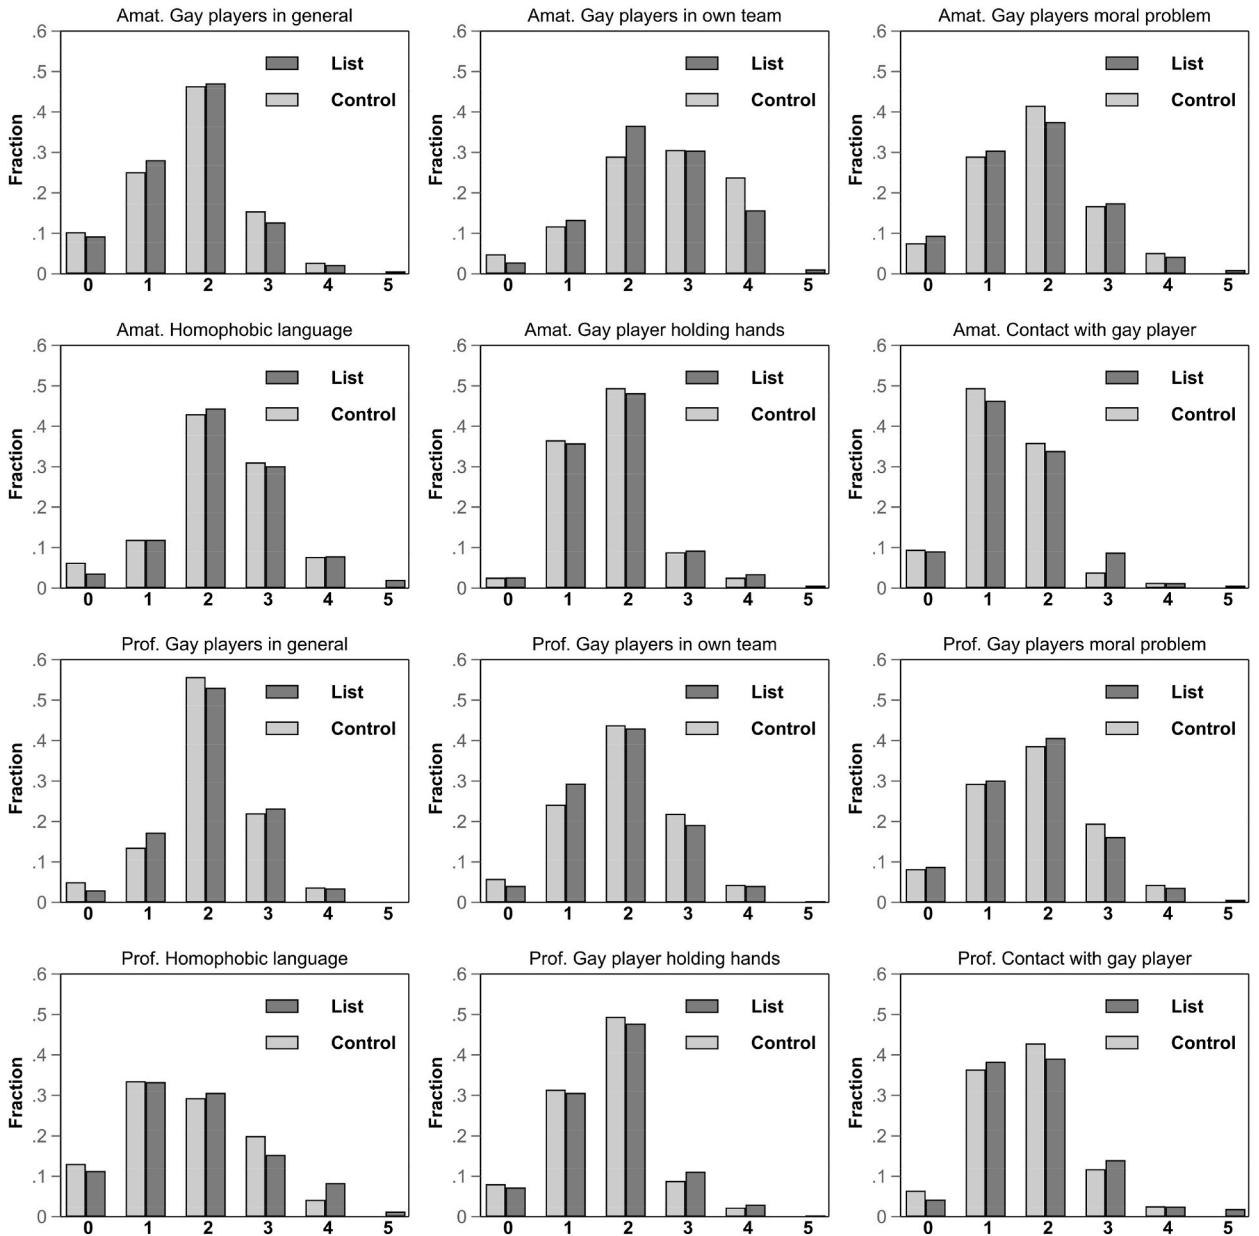 Amat. Gay players in general
.6
.5
.4
.3
.2
.1
0
Fraction
List
Control
0 1 2 3 4 5
Amat. Gay players in own team
.6
.5
.4
.3
.2
.1
0
Fraction
List
Control
0 1 2 3 4 5
Amat. Gay players moral problem
.6
.5
.4
.3
.2
.1
0
Fraction
List
Control
0 1 2 3 4 5
Amat. Homophobic language
.6
.5
.4
.3
.2
.1
0
Fraction
List
Control
0 1 2 3 4 5
Amat. Gay player holding hands
.6
.5
.4
.3
.2
.1
0
Fraction
List
Control
0 1 2 3 4 5
Amat. Contact with gay player
.6
.5
.4
.3
.2
.1
0
Fraction
List
Control
0 1 2 3 4 5
Prof. Gay players in general
.6
.5
.4
.3
.2
.1
0
Fraction
List
Control
0 1 2 3 4 5
Prof. Gay players in own team
.6
.5
.4
.3
.2
.1
0
Fraction
List
Control
0 1 2 3 4 5
Prof. Gay players moral problem
.6
.5
.4
.3
.2
.1
0
Fraction
List
Control
0 1 2 3 4 5
Prof. Homophobic language
.6
.5
.4
.3
.2
.1
0
Fraction
List
Control
0 1 2 3 4 5
Prof. Gay player holding hands
.6
.5
.4
.3
.2
.1
0
Fraction
List
Control
0 1 2 3 4 5
Prof. Contact with gay player
.6
.5
.4
.3
.2
.1
0
Fraction
List
Control
0 1 2 3 4 5